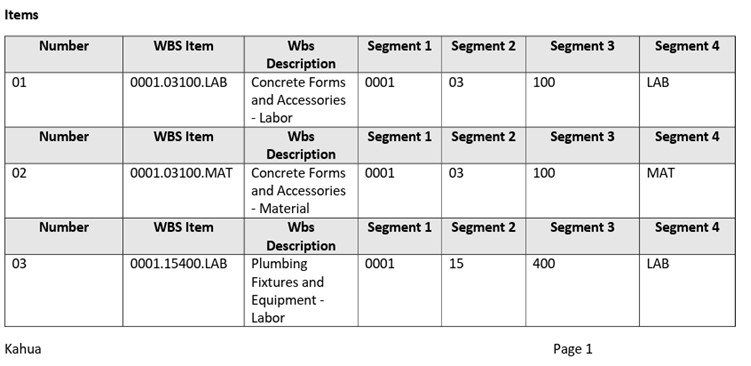 Items
Number WBS Item Wbs Segment 1 Segment 2 Segment 3 Segment 4
Description
01 0001.03100.LAB Concrete Forms 0001 03 100 LAB
and Accessories
- Labor
Number WBS Item Wbs Segment 1 Segment 2 Segment 3 Segment 4
Description
02 0001.03100.MAT Concrete Forms 0001 03 100 MAT
and Accessories
- Material
Number WBS Item Wbs Segment 1 Segment 2 Segment 3 Segment 4
Description
03 0001.15400.LAB Plumbing 0001 15 400 LAB
Fixtures and
Equipment -
Labor
Kahua Page 1